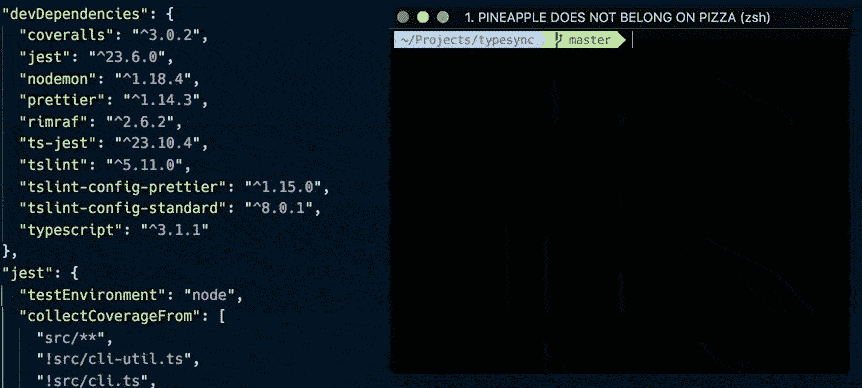 "devDependencies": {
"coveralls": "^3.0.2",
"jest": "^23.6.0",
"nodemon": "^1.18.4",
"prettier": "^1.14.3",
"rimraf": "^2.6.2",
"ts-jest": "^23.10.4",
"tslint": "^5.11.0",
"tslint-config-prettier": "^1.15.0",
"tslint-config-standard": "^8.0.1",
"typescript": "^3.1.1"
},
"jest": {
"testEnvironment": "node",
"collectCoverageFrom": [
"src/**",
"!src/cli-util.ts",
"!src/cli.ts",
1. PINEAPPLE DOES NOT BELONG ON PIZZA (zsh)
~/Projects/typesync master